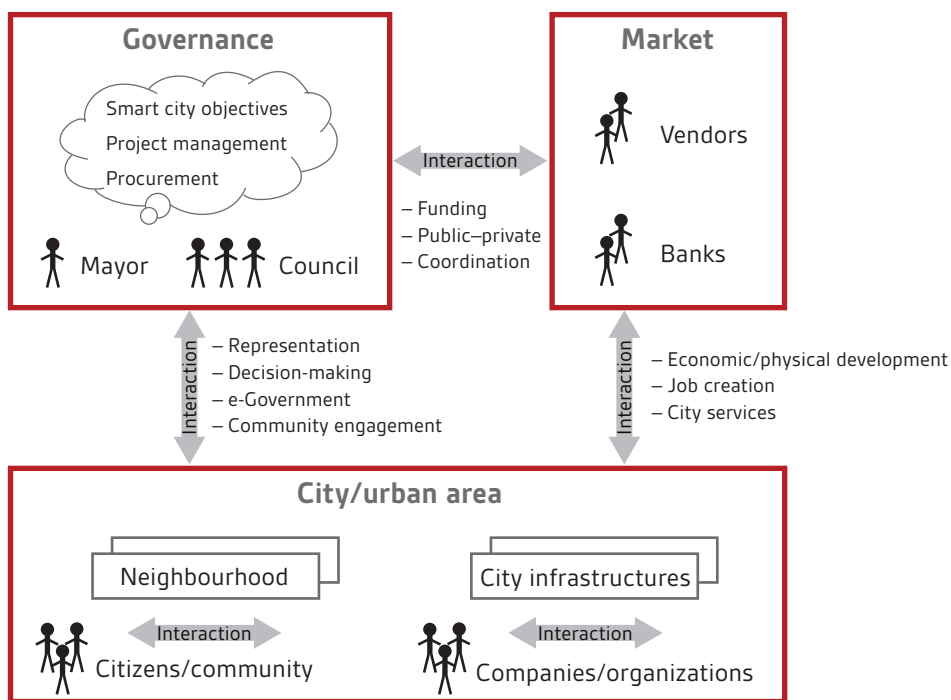 Governance
Smart city objectives
Project management
Procurement
Mayor
Council
Interaction
– Funding
– Public–private
– Coordination
Market
Vendors
Banks
Interaction
– Representation
– Decision-making
– e-Government
– Community engagement
Interaction
– Economic/physical development
– Job creation
– City services
City/urban area
Neighbourhood
City infrastructures
Interaction
Citizens/community
Interaction
Companies/organizations